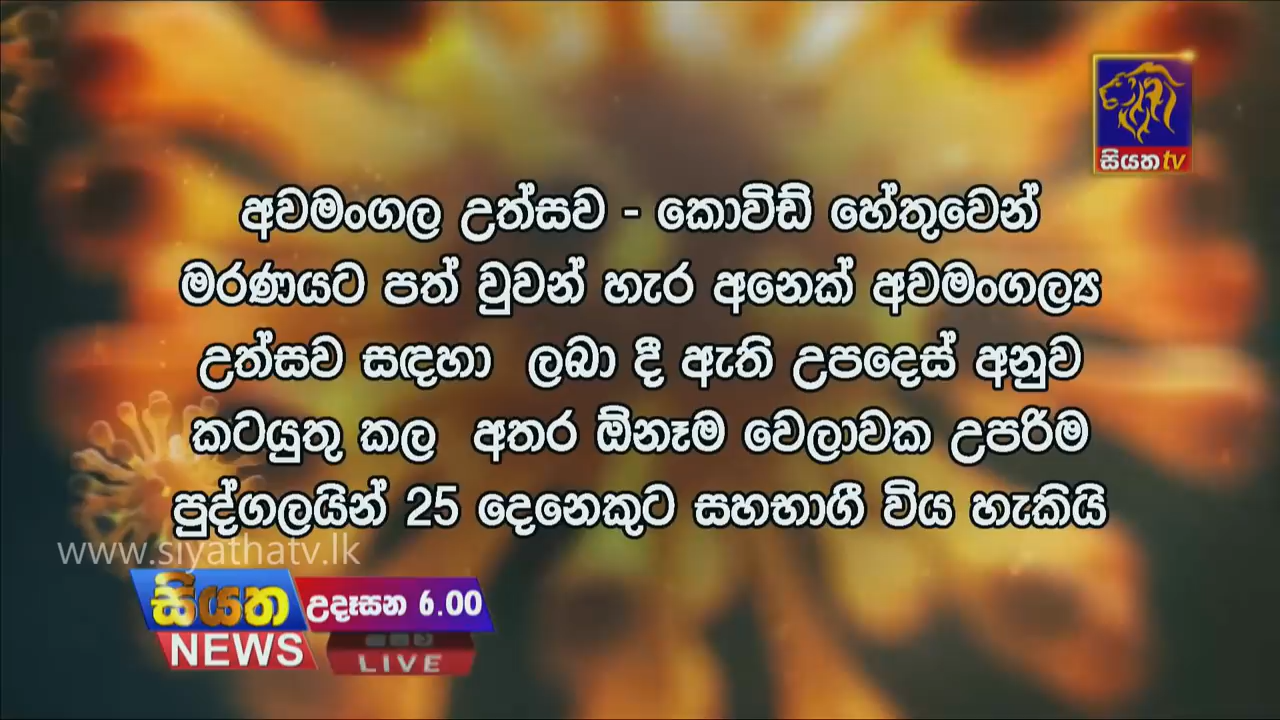 සියත tv
අවමංගල උත්සව - කොවිඩ් හේතුවෙන්
මරණයට පත් වුවන් හැර අනෙක් අවමංගල්‍ය
උත්සව සඳහා ලබා දී ඇති උපදෙස් අනුව
කටයුතු කල අතර ඕනෑම වෙලාවක උපරිම
පුද්ගලයින් 25 දෙනෙකුට සහභාගී විය හැකියි
www.siyathatv.lk
සියත උදෑසන 6.00
NEWS LIVE